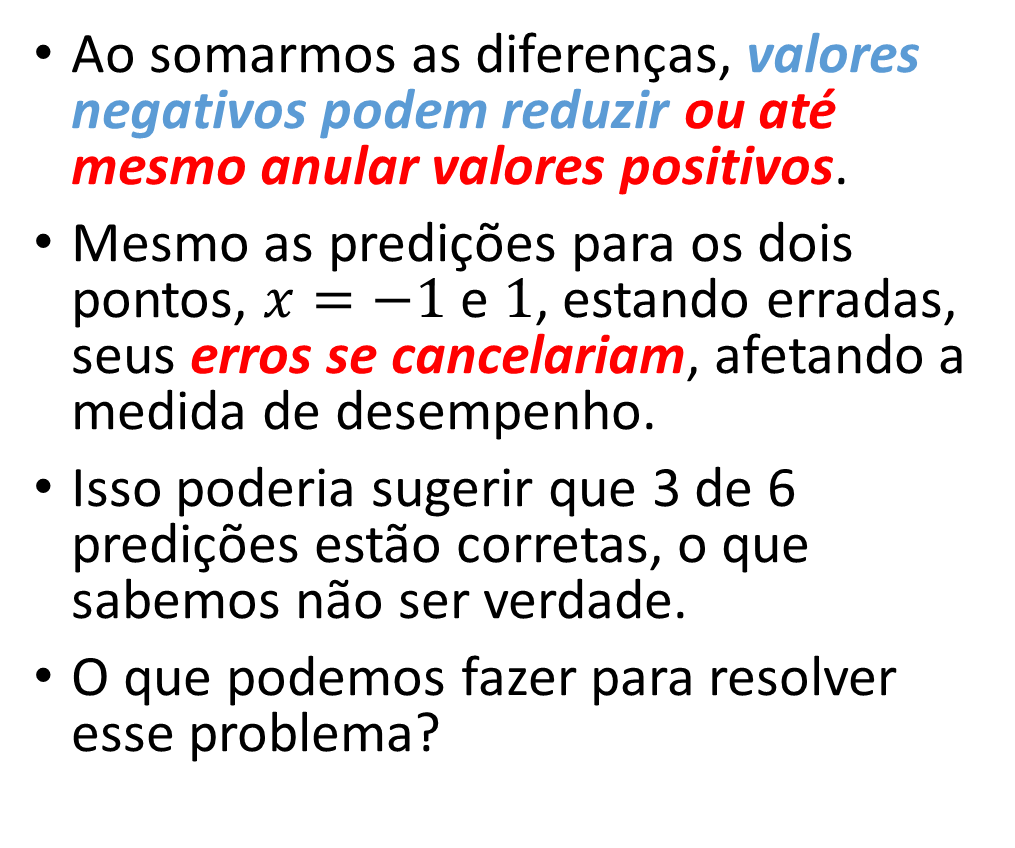 • Ao somarmos as diferenças, valores
negativos podem reduzir ou até
mesmo anular valores positivos.
• Mesmo as predições para os dois
pontos, 𝑥 = −1 e 1, estando erradas,
seus erros se cancelariam, afetando a
medida de desempenho.
• Isso poderia sugerir que 3 de 6
predições estão corretas, o que
sabemos não ser verdade.
• O que podemos fazer para resolver
esse problema?